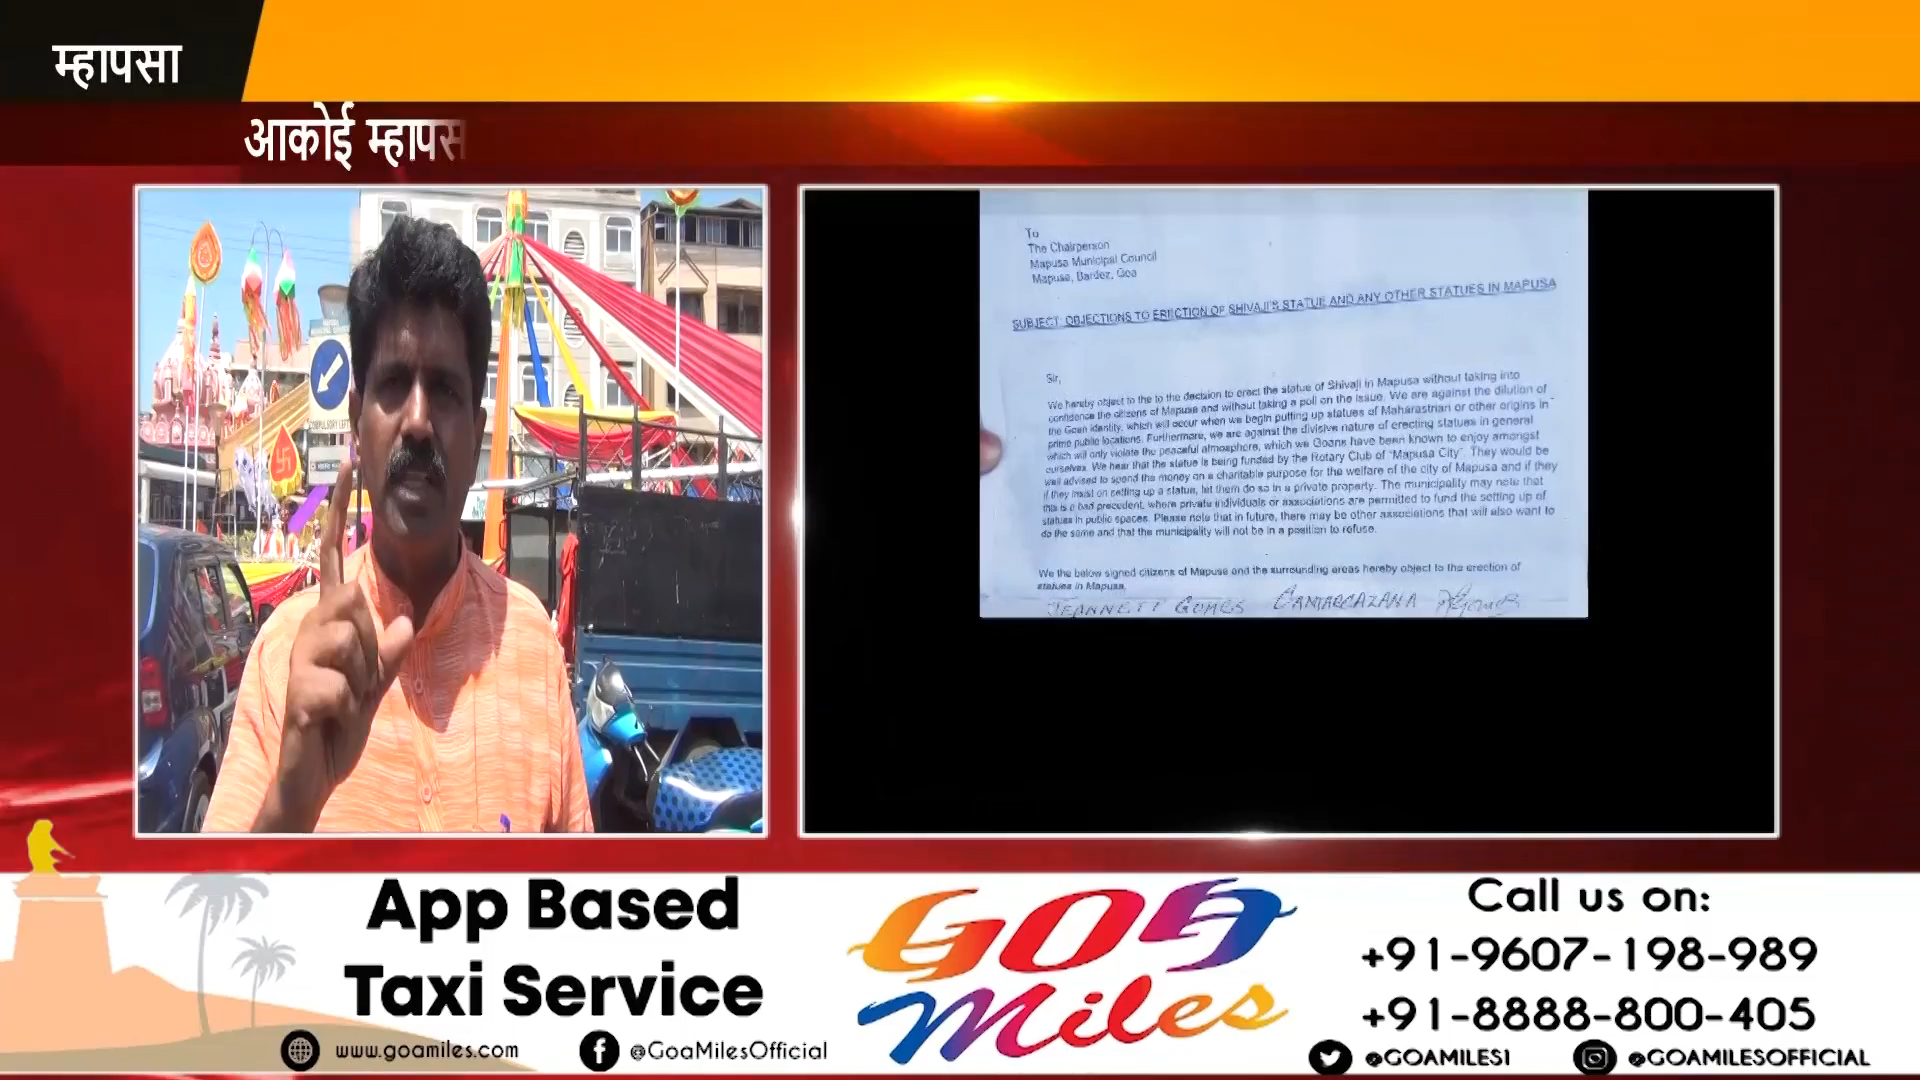 म्हापसा
आकोई म्हापस
COMPULSORY LEFT
To
The Chairperson
Mapusa Municipal Council
Mapusa, Bardez, Goa
SUBJECT: OBJECTIONS TO ERECTION OF SHIVAJI'S STATUE AND ANY OTHER STATUES IN MAPUSA
Sir,
We hereby object to the to the decision to erect the statue of Shivaji in Mapusa without taking into
confidence the citizens of Mapusa and without taking a poll on the issue. We are against the dilution of
the Goan identity, which will occur when we begin putting up statues of Maharastrian or other origins in
prime public locations. Furthermore, we are against the divisive nature of erecting statues in general
which will only violate the peaceful atmosphere, which we Goans have been known to enjoy amongst
ourselves. We hear that the statue is being funded by the Rotary Club of "Mapusa City". They would be
well advised to spend the money on a charitable purpose for the welfare of the city of Mapusa and if they
if they insist on setting up a statue, let them do so in a private property. The municipality may note that
this is a bad precedent, where private individuals or associations are permitted to fund the setting up of
statues in public spaces. Please note that in future, there may be other associations that will also want to
do the same and that the municipality will not be in a position to refuse.
We the below signed citizens of Mapusa and the surrounding areas hereby object to the erection of
statues in Mapusa.
JEANNETT GOMES
App Based
Taxi Service
www.goamiles.com
@GoaMilesOfficial
GOA
Miles
Call us on:
+91-9607-198-989
+91-8888-800-405
@GOAMILES1
@GOAMILESOFFICIAL